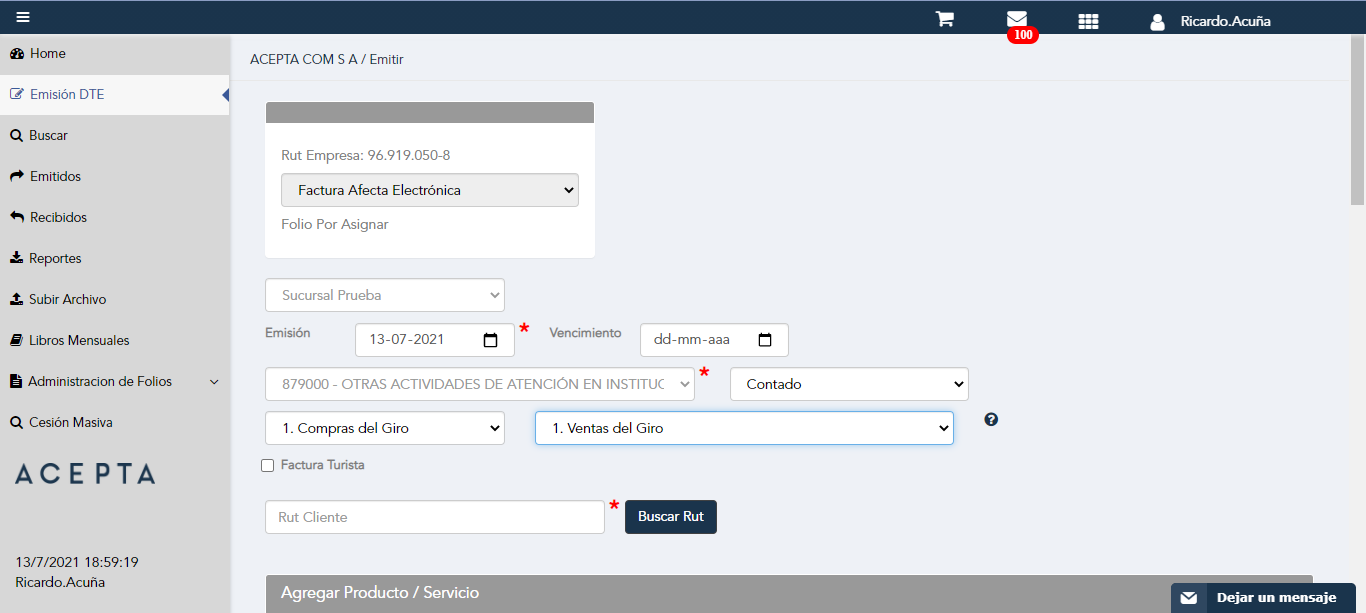 100
Ricardo.Acuña
Home
Emisión DTE
Buscar
Emitidos
Recibidos
Reportes
Subir Archivo
Libros Mensuales
Administracion de Folios
Cesión Masiva
ACEPTA
13/7/2021 18:59:19
Ricardo.Acuña
ACEPTA COM S A / Emitir
Rut Empresa: 96.919.050-8
Factura Afecta Electrónica
Folio Por Asignar
Sucursal Prueba
Emisión 13-07-2021 * Vencimiento dd-mm-aaa
879000 - OTRAS ACTIVIDADES DE ATENCIÓN EN INSTITUC * Contado
1. Compras del Giro 1. Ventas del Giro ?
Factura Turista
Rut Cliente * Buscar Rut
Agregar Producto / Servicio
Dejar un mensaje